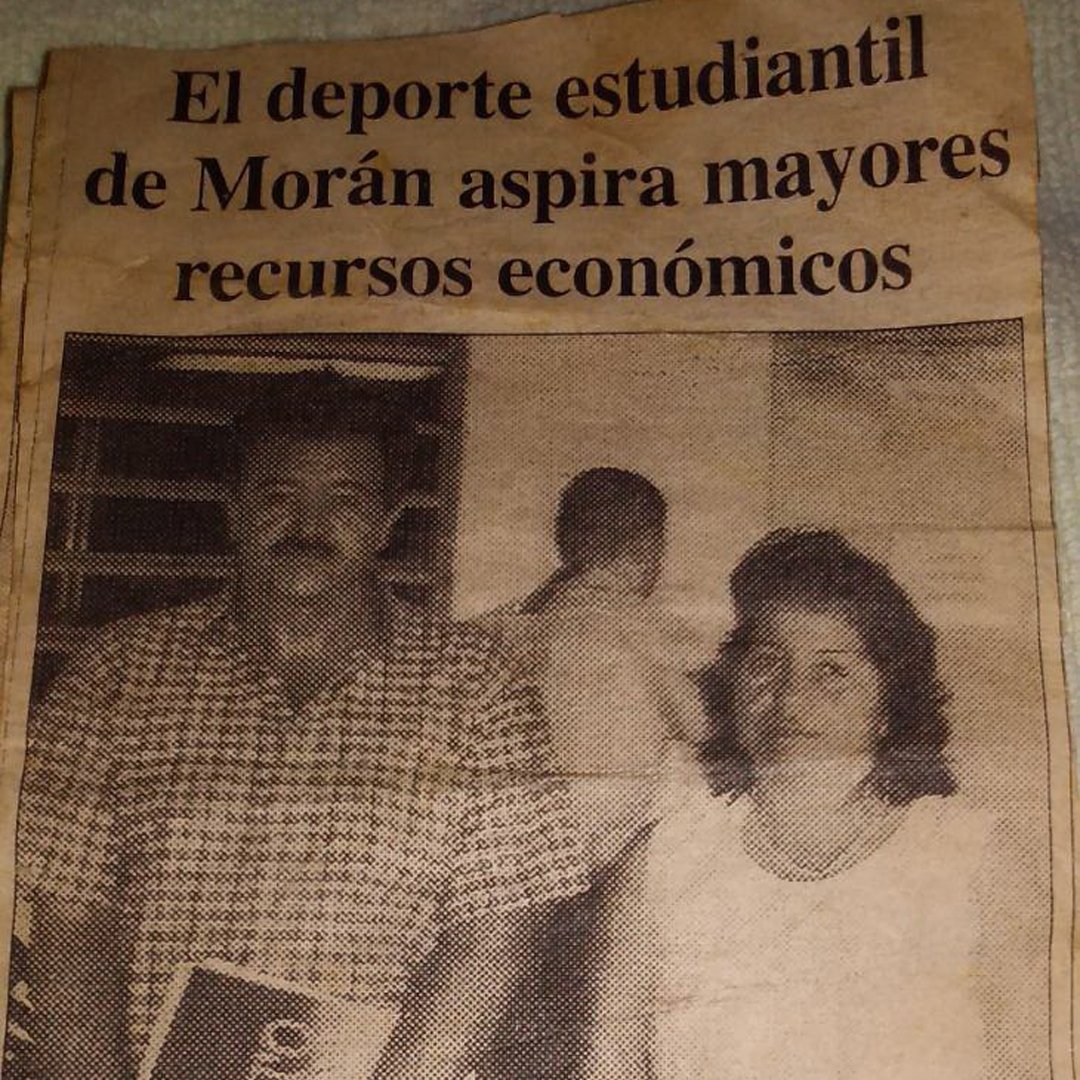 El deporte estudiantil
de Morán aspira mayores
recursos económicos